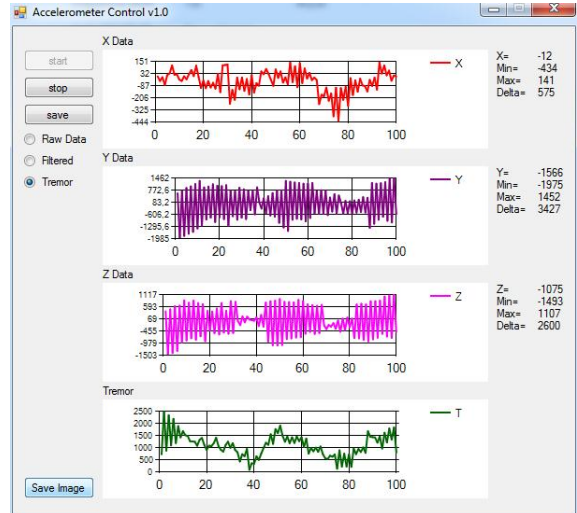 Accelerometer Control v1.0
start
stop
save
Raw Data
Filtered
Tremor
Save Image
X Data
151
32
-87
-206
-325
-444
0 20 40 60 80 100
X
X= -12
Min= -434
Max= 141
Delta= 575
Y Data
1462
772.6
83.2
-606.2
-1295.6
-1985
0 20 40 60 80 100
Y
Y= -1566
Min= -1975
Max= 1452
Delta= 3427
Z Data
1117
593
69
-455
-979
-1503
0 20 40 60 80 100
Z
Z= -1075
Min= -1493
Max= 1107
Delta= 2600
Tremor
2500
2000
1500
1000
500
0
0 20 40 60 80 100
T